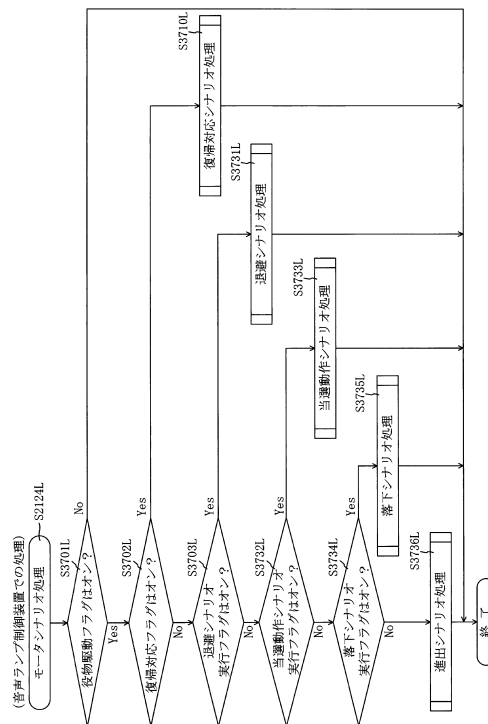 (音声ランプ制御装置での処理)
モータシナリオ処理
S2124L
S3701L
役物駆動フラグはオン?
No
Yes
S3702L
復帰対応フラグはオン?
Yes
No
S3710L
復帰対応シナリオ処理
S3703L
退避シナリオ
実行フラグはオン?
Yes
No
S3731L
退避シナリオ処理
S3732L
当選動作シナリオ
実行フラグはオン?
Yes
No
S3733L
当選動作シナリオ処理
S3734L
落下シナリオ
実行フラグはオン?
Yes
No
S3735L
落下シナリオ処理
S3736L
進出シナリオ処理
終了